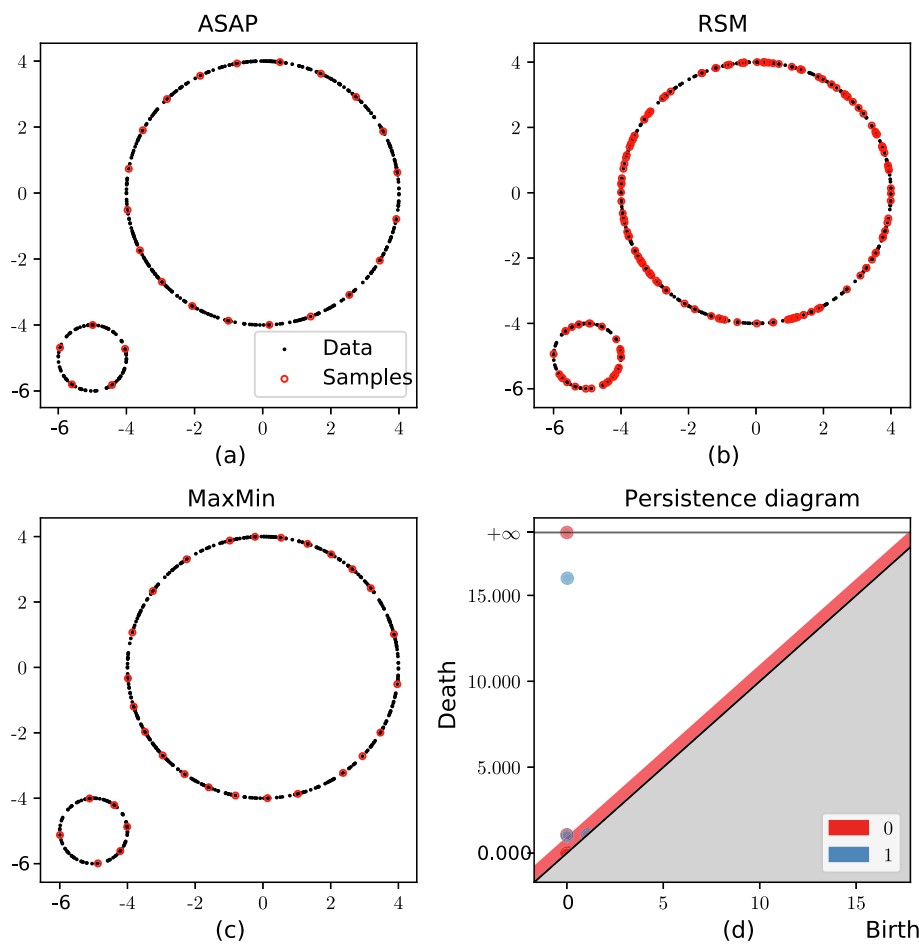 ASAP
4
2
0
-2
-4
-6
-6 -4 -2 0 2 4
Data
Samples
(a)
RSM
4
2
0
-2
-4
-6
-6 -4 -2 0 2 4
(b)
MaxMin
4
2
0
-2
-4
-6
-6 -4 -2 0 2 4
(c)
Persistence diagram
+∞
15.000
10.000
5.000
0.000
Death
0 5 10 15
Birth
0
1
(d)